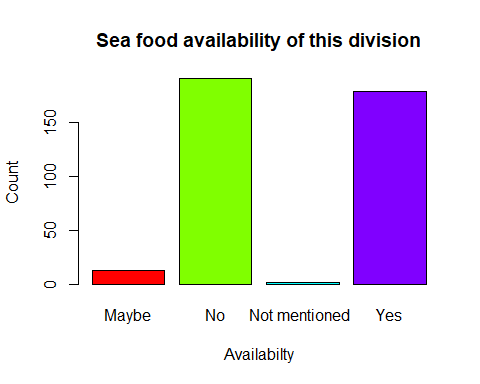 Sea food availability of this division
Count
150
100
50
0
Maybe
No
Not mentioned
Yes
Availabilty